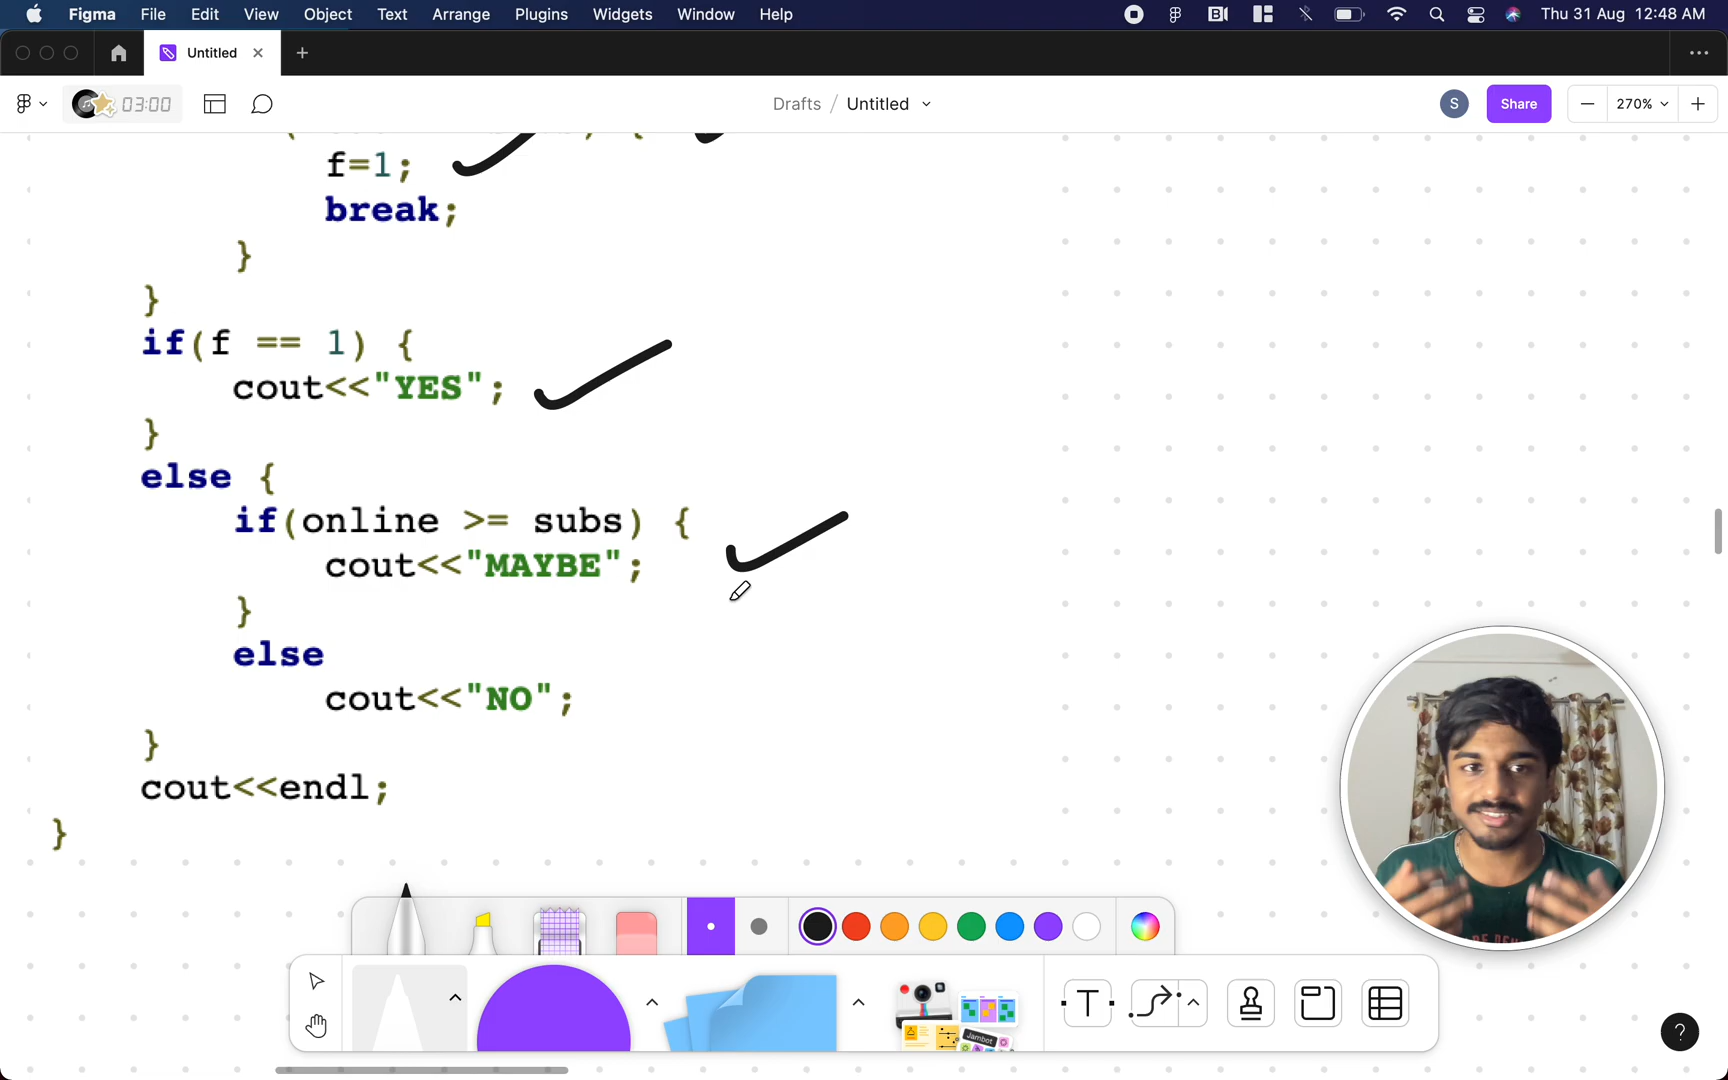 Figma File Edit View Object Text Arrange Plugins Widgets Window Help Thu 31 Aug 12:48 AM
Untitled
03:00 Drafts / Untitled S Share 270%
f=1;
break;
}
}
if(f == 1) {
cout<<"YES";
}
else {
if(online >= subs) {
cout<<"MAYBE";
}
else
cout<<"NO";
}
cout<<endl;
}
T
Jambot
?